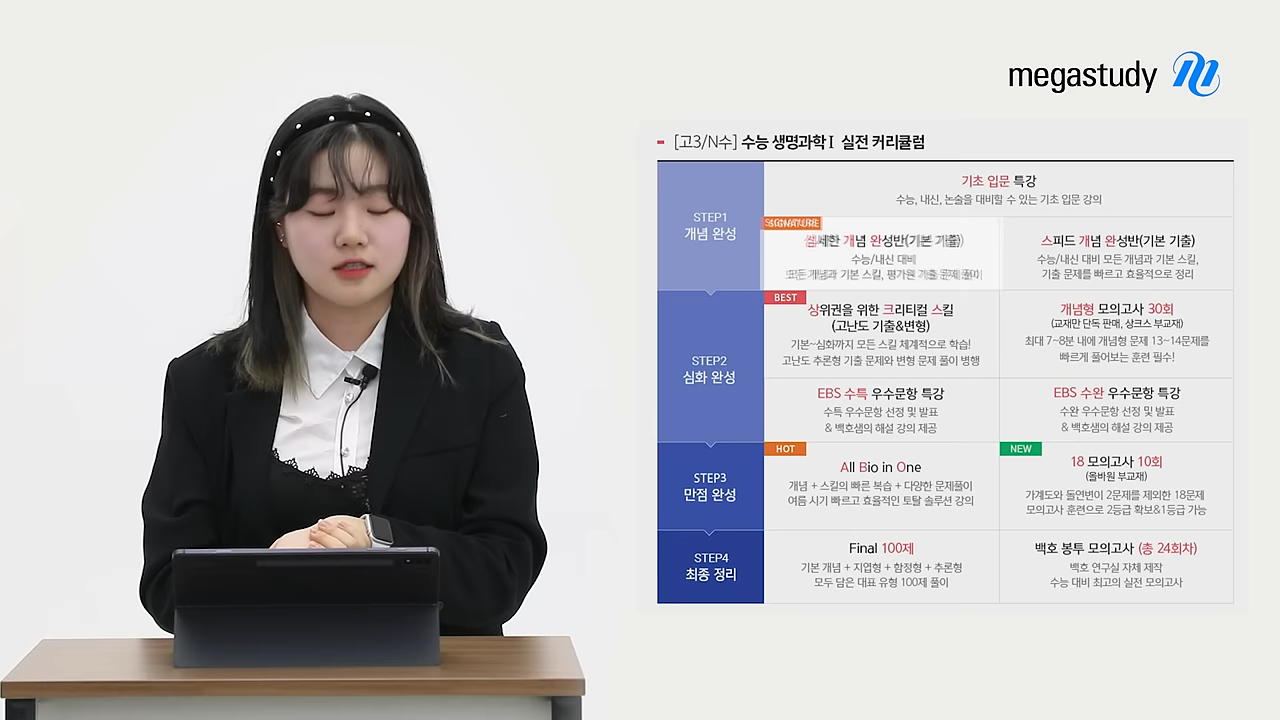 megastudy
[고3/N수] 수능 생명과학Ⅰ 실전 커리큘럼
STEP1
개념 완성
기초 입문 특강
수능, 내신, 논술을 대비할 수 있는 기초 입문 강의
SIGNATURE
섬세한 개념 완성반(기본 기출)
수능/내신 대비
모든 개념과 기본 스킬, 평가원 기출 문제 풀이
스피드 개념 완성반(기본 기출)
수능/내신 대비 모든 개념과 기본 스킬,
기출 문제를 빠르고 효율적으로 정리
STEP2
심화 완성
BEST
상위권을 위한 크리티컬 스킬
(고난도 기출&변형)
기본~심화까지 모든 스킬 체계적으로 학습!
고난도 추론형 기출 문제와 변형 문제 풀이 병행
개념형 모의고사 30회
(교재만 단독 판매, 상크스 부교재)
최대 7~8분 내에 개념형 문제 13~14문제를
빠르게 풀어보는 훈련 필수!
EBS 수특 우수문항 특강
수특 우수문항 선정 및 발표
& 백호샘의 해설 강의 제공
EBS 수완 우수문항 특강
수완 우수문항 선정 및 발표
& 백호샘의 해설 강의 제공
STEP3
만점 완성
HOT
All Bio in One
개념 + 스킬의 빠른 복습 + 다양한 문제풀이
여름 시기 빠르고 효율적인 토탈 솔루션 강의
NEW
18 모의고사 10회
(올바원 부교재)
가계도와 돌연변이 2문제를 제외한 18문제
모의고사 훈련으로 2등급 확보&1등급 가능
STEP4
최종 정리
Final 100제
기본 개념 + 지엽형 + 함정형 + 추론형
모두 담은 대표 유형 100제 풀이
백호 봉투 모의고사 (총 24회차)
백호 연구실 자체 제작
수능 대비 최고의 실전 모의고사